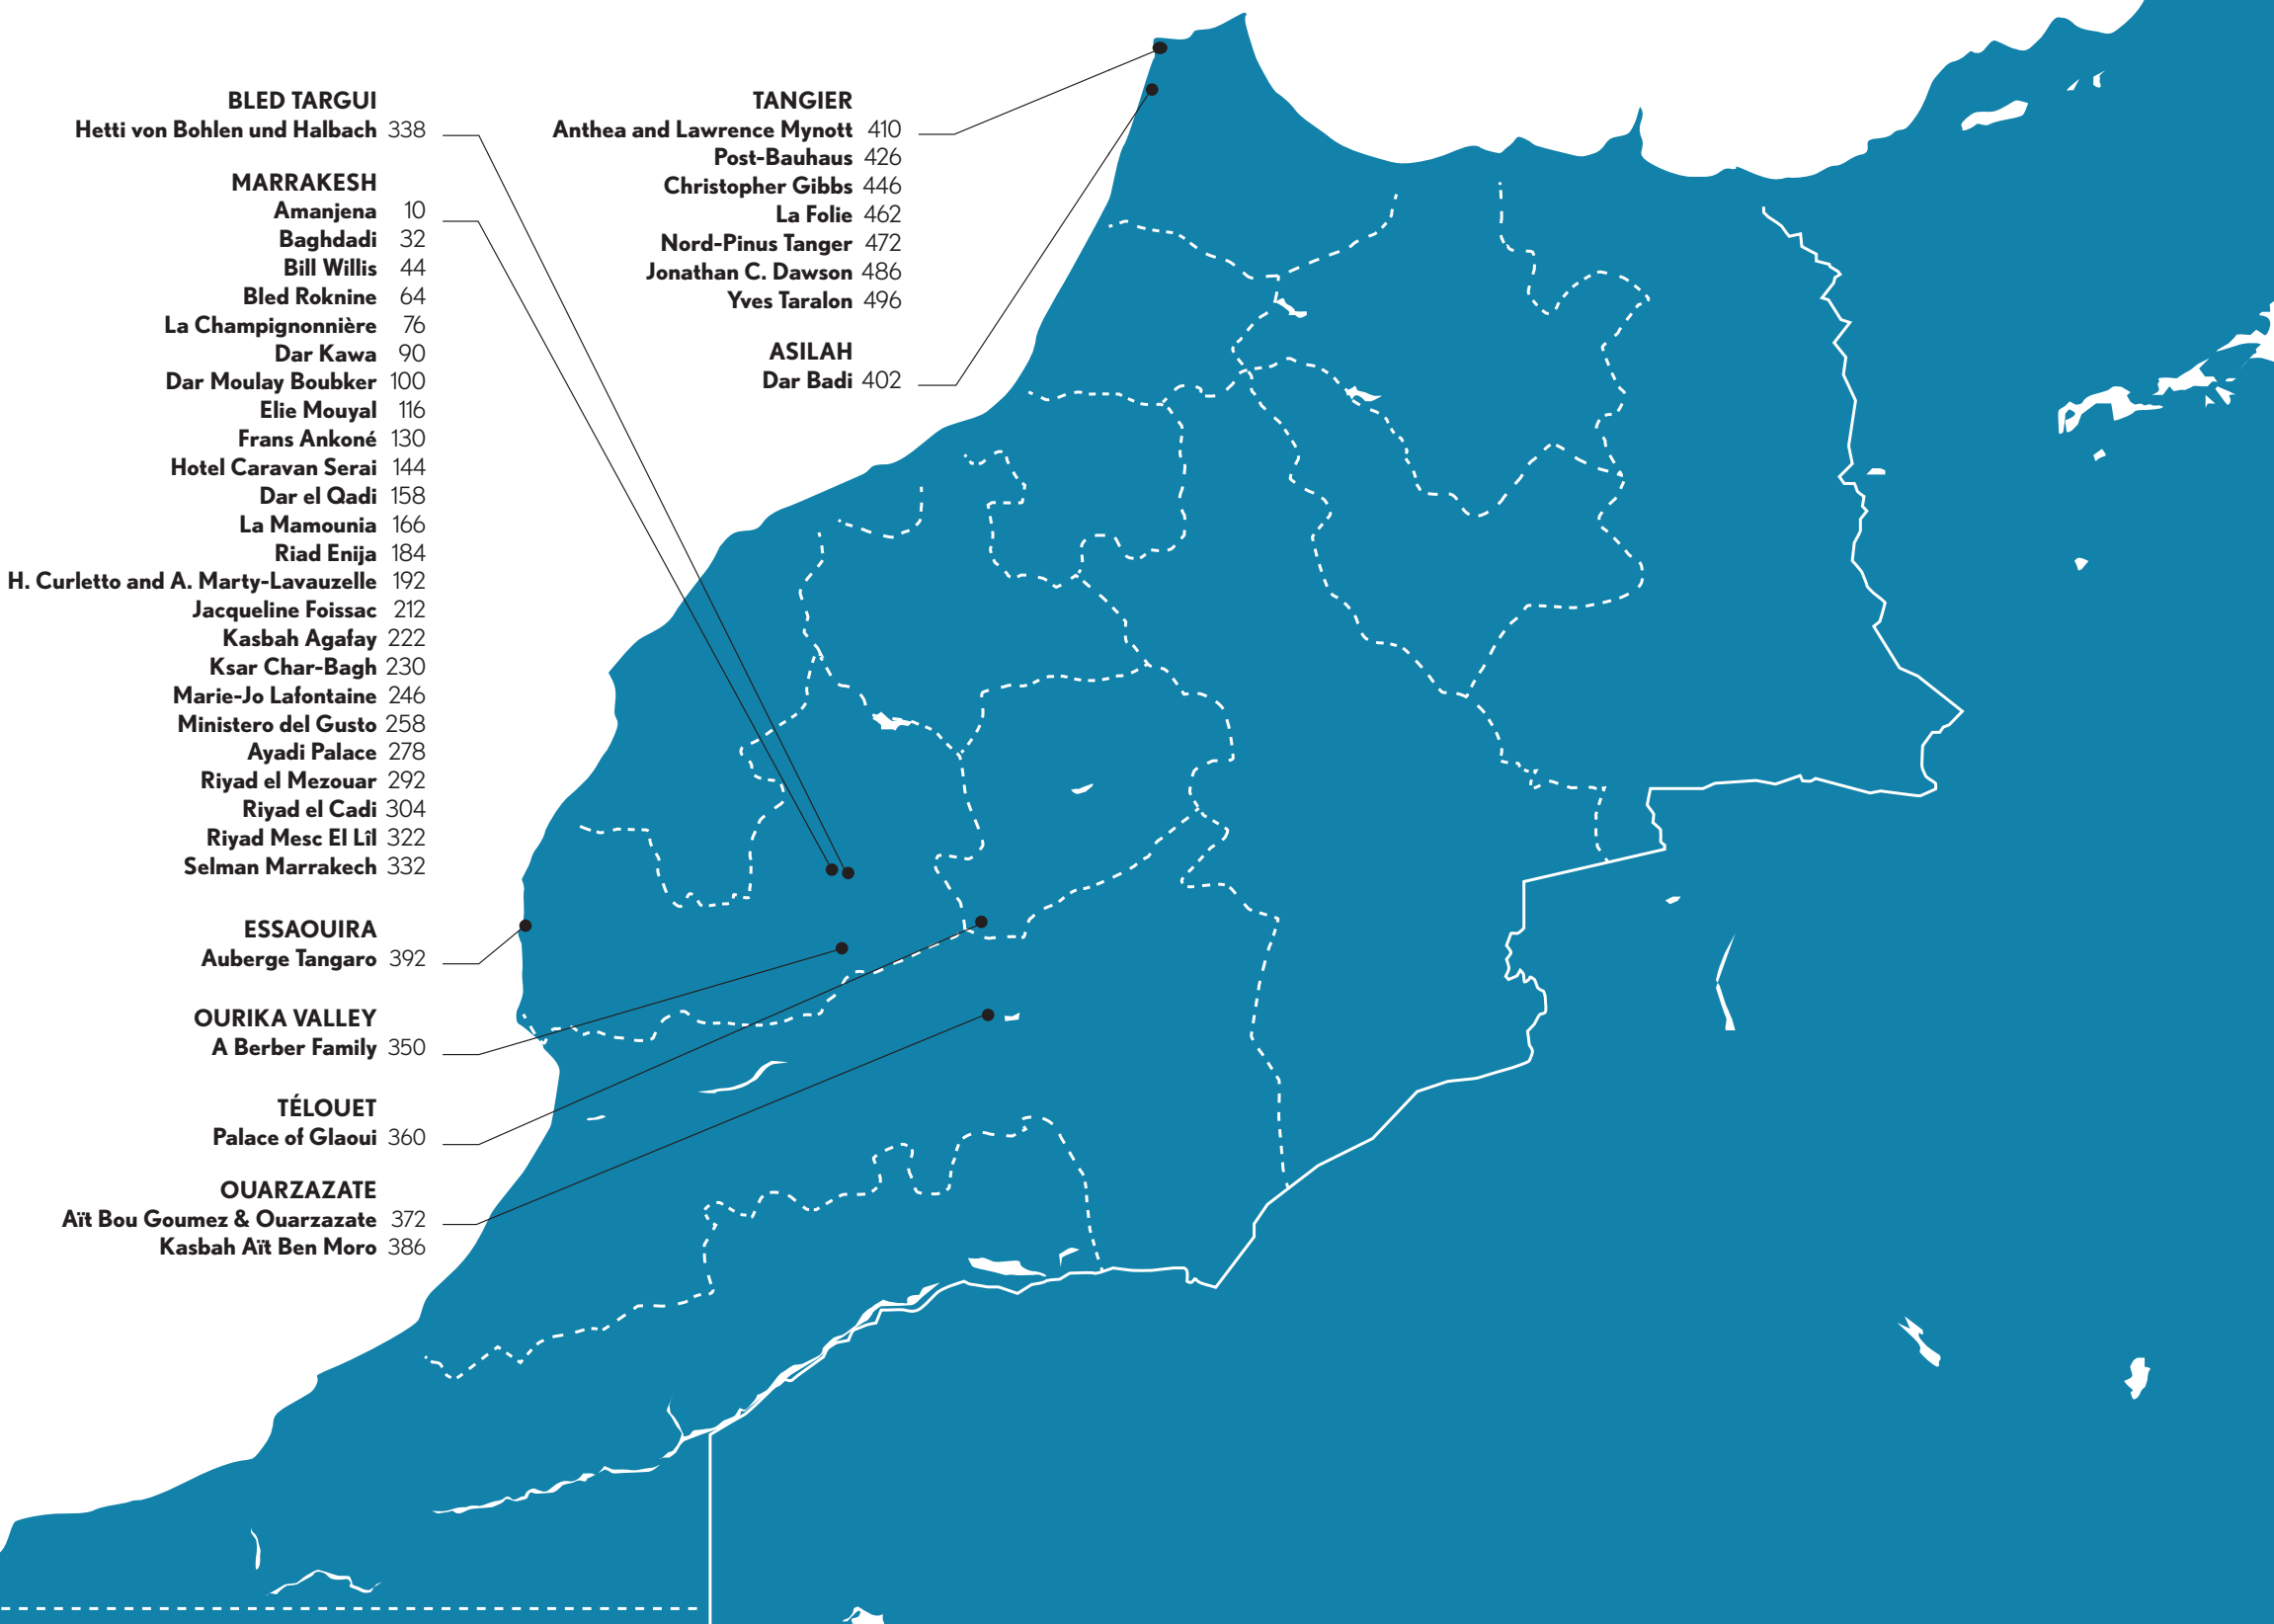 BLED TARGUI
Hetti von Bohlen und Halbach 338
MARRAKESH
Amanjena 10
Baghdadi 32
Bill Willis 44
Bled Roknine 64
La Champignonnière 76
Dar Kawa 90
Dar Moulay Boubker 100
Elie Mouyal 116
Frans Ankoné 130
Hotel Caravan Serai 144
Dar el Qadi 158
La Mamounia 166
Riad Enija 184
H. Curletto and A. Marty-Lavauzelle 192
Jacqueline Foissac 212
Kasbah Agafay 222
Ksar Char-Bagh 230
Marie-Jo Lafontaine 246
Ministero del Gusto 258
Ayadi Palace 278
Riyad el Mezouar 292
Riyad el Cadi 304
Riyad Mesc El Lîl 322
Selman Marrakech 332
ESSAOUIRA
Auberge Tangaro 392
OURIKA VALLEY
A Berber Family 350
TÉLOUET
Palace of Glaoui 360
OUARZAZATE
Aït Bou Goumez & Ouarzazate 372
Kasbah Aït Ben Moro 386
TANGIER
Anthea and Lawrence Mynott 410
Post-Bauhaus 426
Christopher Gibbs 446
La Folie 462
Nord-Pinus Tanger 472
Jonathan C. Dawson 486
Yves Taralon 496
ASILAH
Dar Badi 402